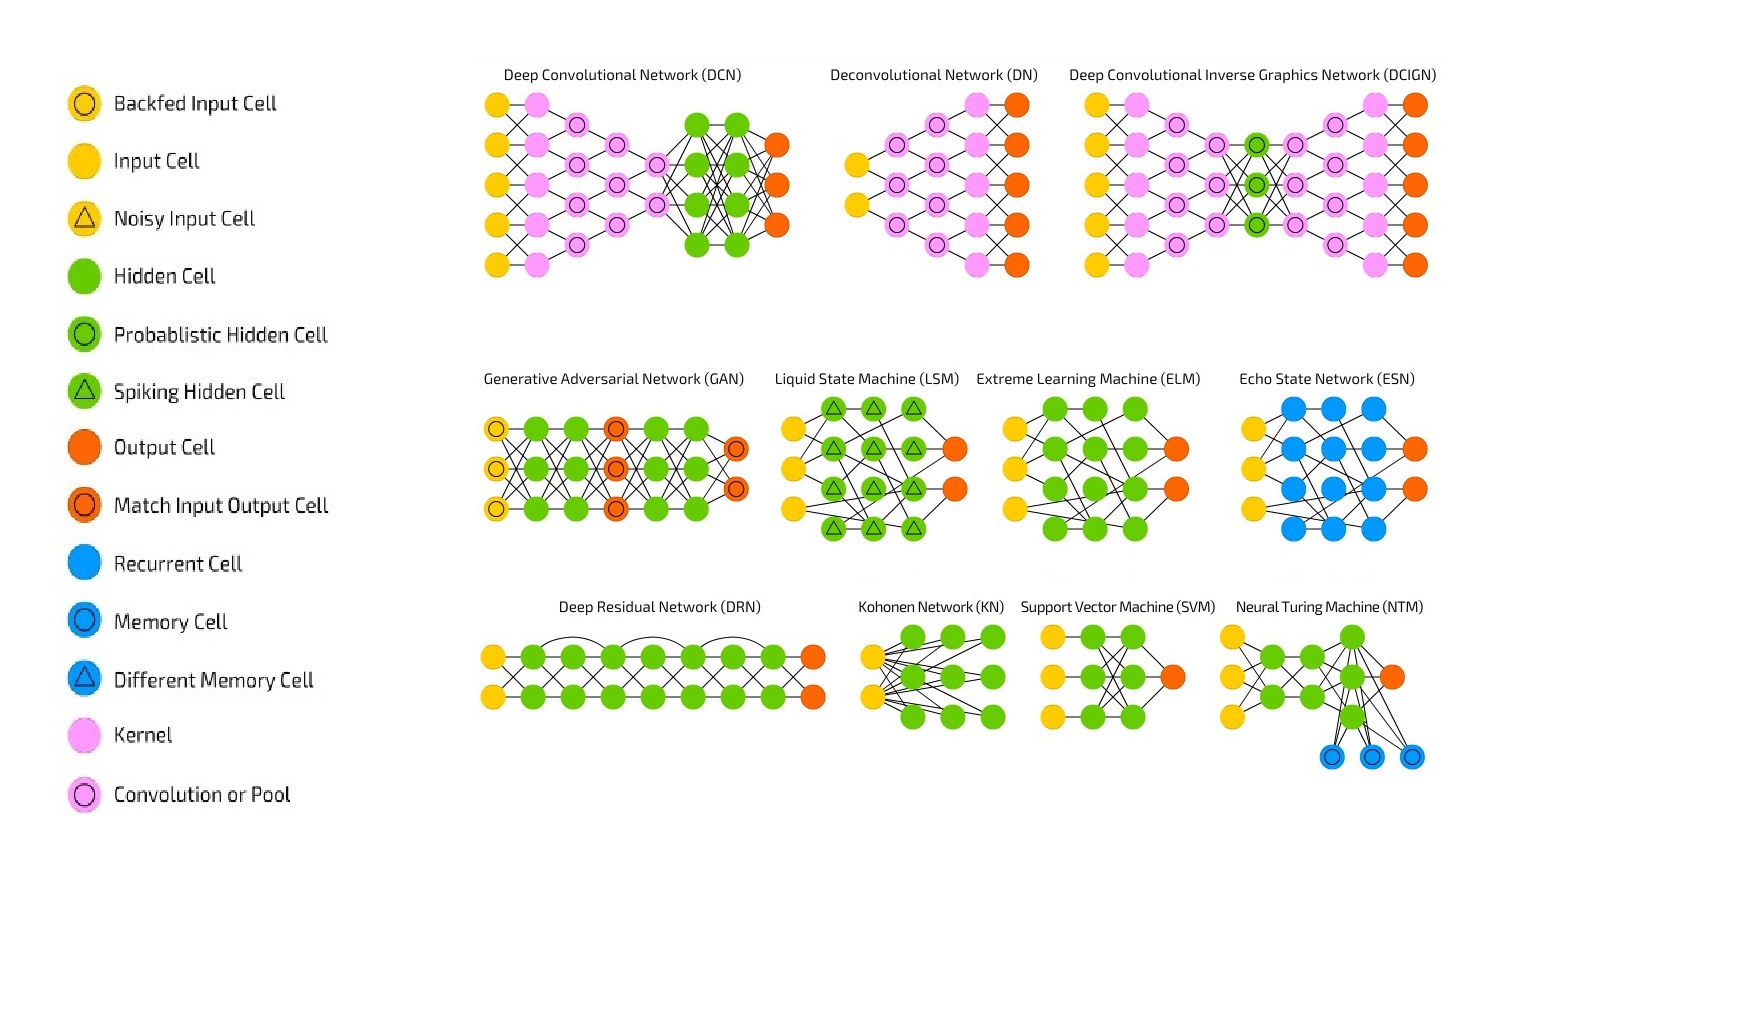 Backfed Input Cell
Input Cell
Noisy Input Cell
Hidden Cell
Probablistic Hidden Cell
Spiking Hidden Cell
Output Cell
Match Input Output Cell
Recurrent Cell
Memory Cell
Different Memory Cell
Kernel
Convolution or Pool
Deep Convolutional Network (DCN)
Deconvolutional Network (DN)
Deep Convolutional Inverse Graphics Network (DCIGN)
Generative Adversarial Network (GAN)
Liquid State Machine (LSM)
Extreme Learning Machine (ELM)
Echo State Network (ESN)
Deep Residual Network (DRN)
Kohonen Network (KN)
Support Vector Machine (SVM)
Neural Turing Machine (NTM)